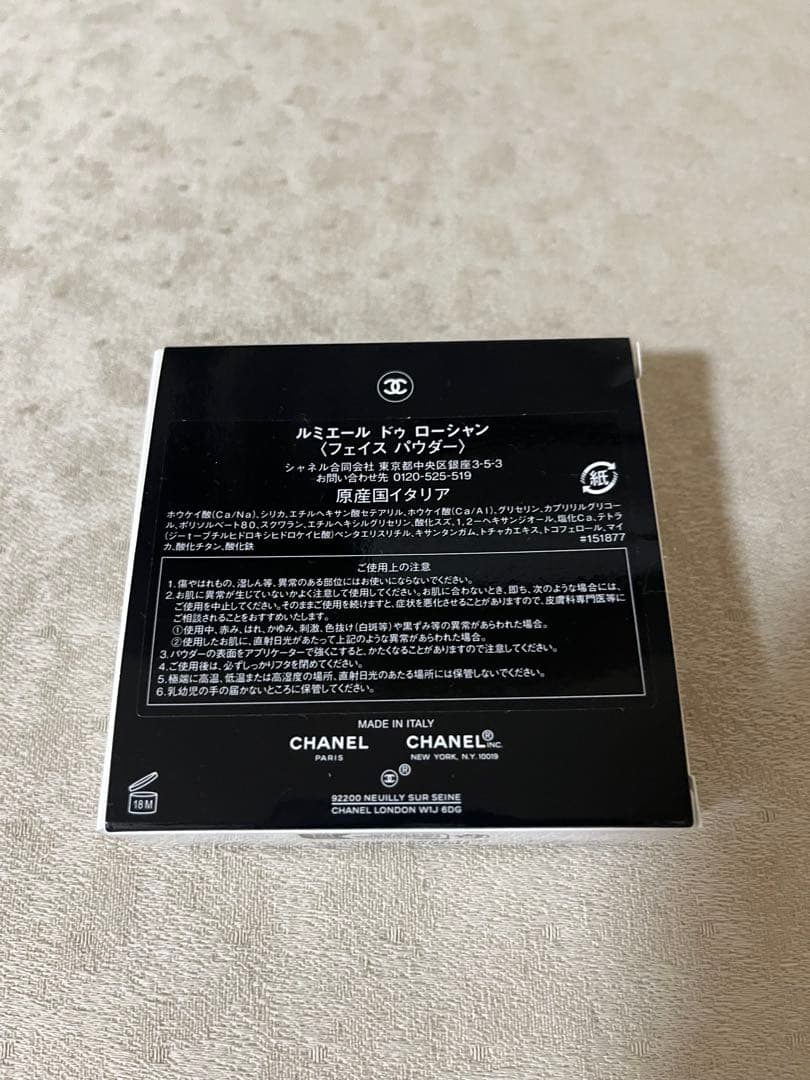 ルミエール ドゥ ローシャン
〈フェイス パウダー〉
シャネル合同会社 東京都中央区銀座3-5-3
お問い合わせ先 0120-525-519
原産国イタリア
紙
ホウケイ酸(Ca/Na)、シリカ、エチルヘキサン酸セテアリル、ホウケイ酸(Ca/Al)、グリセリン、カプリリルグリコー
ル、ポリソルベート80、スクワラン、エチルヘキシルグリセリン、酸化スズ、1,2-ヘキサンジオール、塩化Ca、テトラ
(ジ-t-ブチルヒドロキシヒドロケイヒ酸)ペンタエリスリチル、キサンタンガム、トチャカエキス、トコフェロール、マイ
カ、酸化チタン、酸化鉄
#151877
ご使用上の注意
1.傷やはれもの、湿しん等、異常のある部位にはお使いにならないでください。
2.お肌に異常が生じていないかよく注意して使用してください。お肌に合わないとき、即ち、次のような場合には、
ご使用を中止してください。そのままご使用を続けますと、症状を悪化させることがありますので、皮膚科専門医等に
ご相談されることをおすすめいたします。
①使用中、赤み、はれ、かゆみ、刺激、色抜け(白斑等)や黒ずみ等の異常があらわれた場合。
②使用したお肌に、直射日光があたって上記のような異常があらわれた場合。
3.パウダーの表面をアプリケーターで強くこすると、かたくなることがありますので注意してください。
4.ご使用後は、必ずしっかりフタを閉めてください。
5.極端に高温、低温または高湿度の場所、直射日光のあたる場所には保管しないでください。
6.乳幼児の手の届かないところに保管してください。
MADE IN ITALY
CHANEL CHANEL® INC.
PARIS NEW YORK, N.Y. 10019
®
18 M
92200 NEUILLY SUR SEINE
CHANEL LONDON W1J 6DG